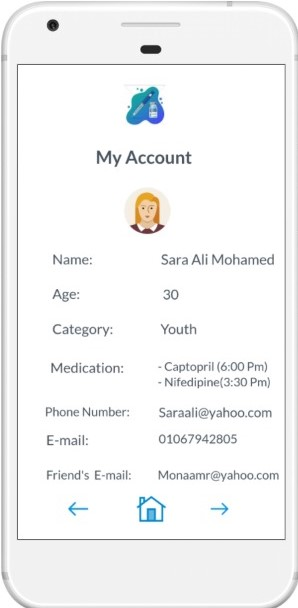 My Account
Name: Sara Ali Mohamed
Age: 30
Category: Youth
Medication: - Captopril (6:00 Pm)
- Nifedipine(3:30 Pm)
Phone Number: Saraali@yahoo.com
E-mail: 01067942805
Friend's E-mail: Monaamr@yahoo.com